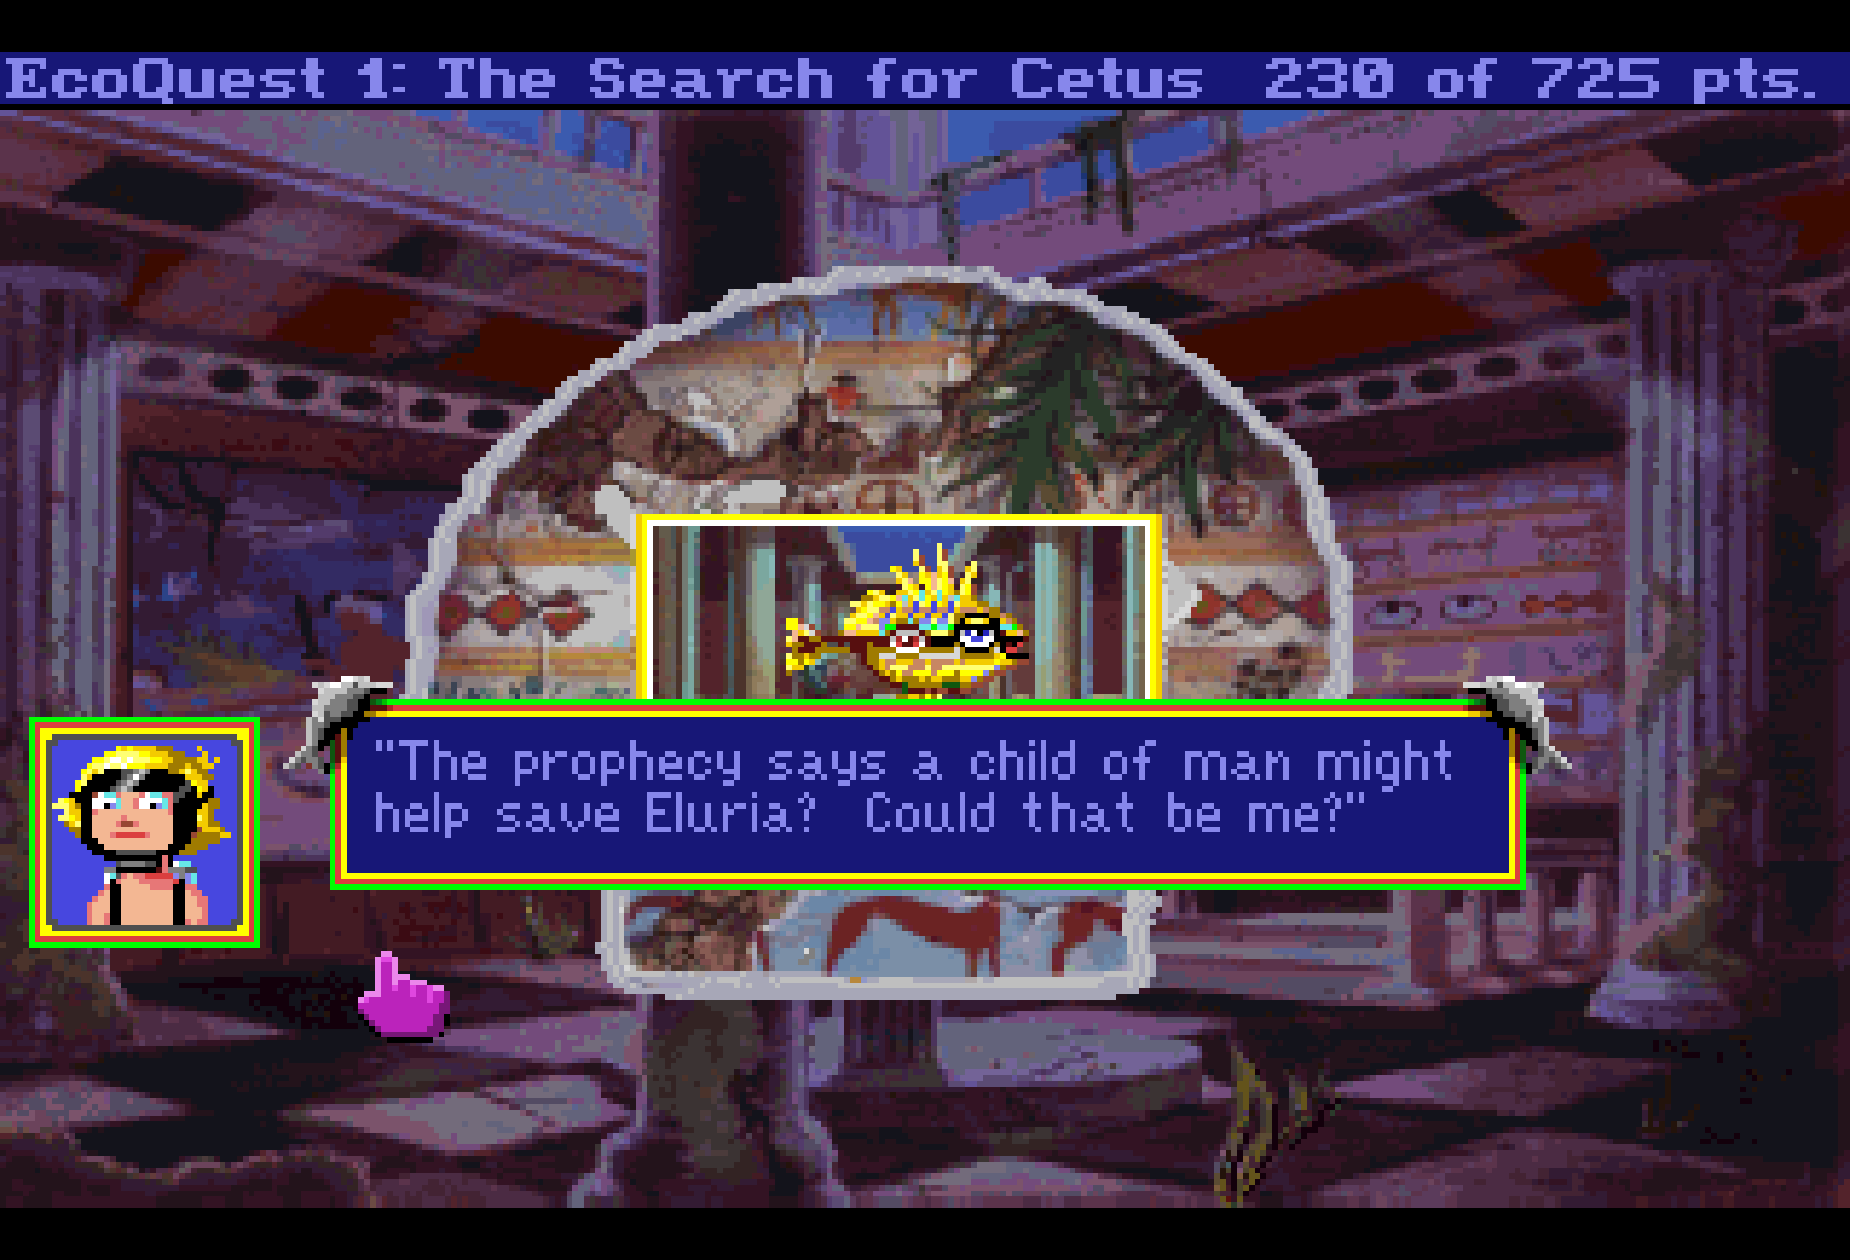 EcoQuest 1: The Search for Cetus 230 of 725 pts.
"The prophecy says a child of man might
help save Eluria? Could that be me?"